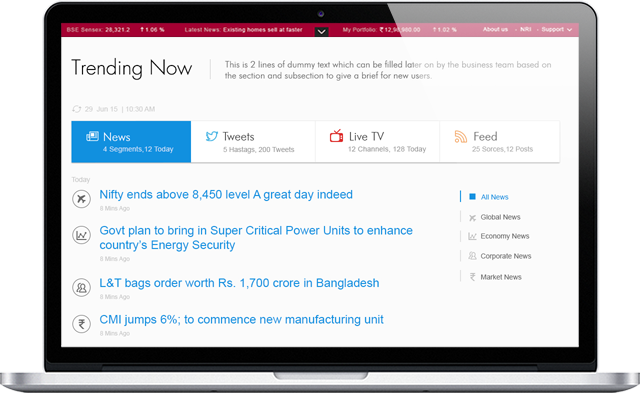 BSE Sensex: 28,321.2 ₹ 1.06 % Latest News: Existing homes sell at faster My Portfolio: ₹ 12,98,960.00 ₹ 1.02 % About us - NRI - Support
Trending Now
This is 2 lines of dummy text which can be filled later on by the business team based on
the section and subsection to give a brief for new users.
29 Jun 15 | 10:30 AM
News
4 Segments,12 Today
Tweets
5 Hastags, 200 Tweets
Live TV
12 Channels, 128 Today
Feed
25 Sorces,12 Posts
Today
Nifty ends above 8,450 level A great day indeed
8 Mins Ago
Govt plan to bring in Super Critical Power Units to enhance
country's Energy Security
8 Mins Ago
L&T bags order worth Rs. 1,700 crore in Bangladesh
8 Mins Ago
₹ CMI jumps 6%; to commence new manufacturing unit
8 Mins Ago
All News
Global News
Economy News
Corporate News
₹ Market News